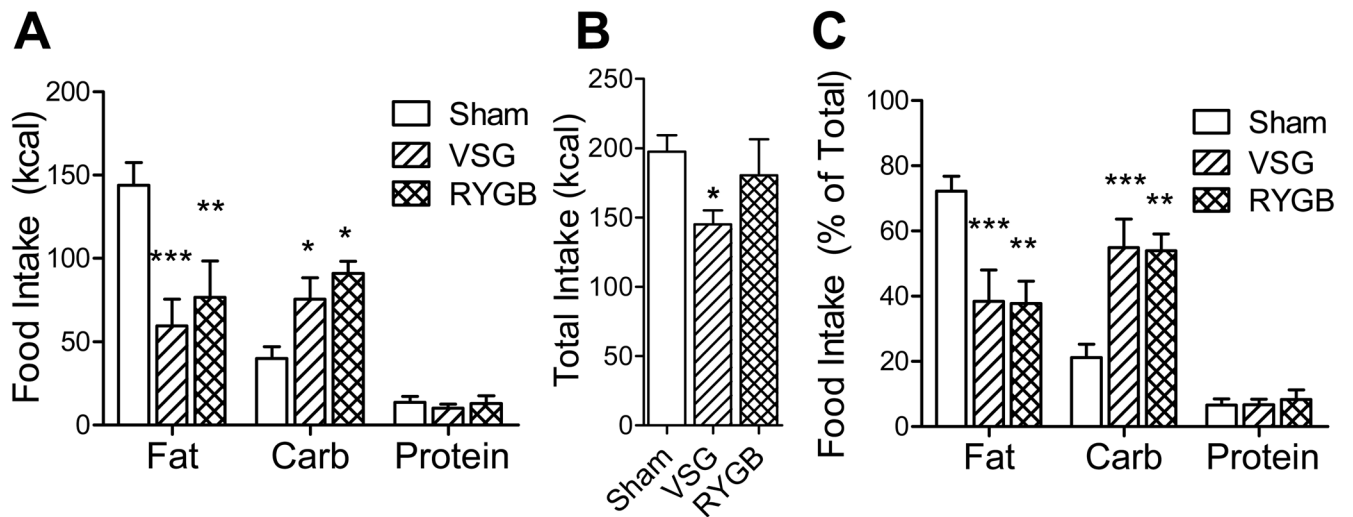 A
Food Intake (kcal)
200
150
100
50
0
Sham
VSG
RYGB
***
**
*
*
Fat Carb Protein
B
Total Intake (kcal)
250
200
150
100
50
0
*
Sham
VSG
RYGB
C
Food Intake (% of Total)
100
80
60
40
20
0
Sham
VSG
RYGB
***
**
***
**
Fat Carb Protein